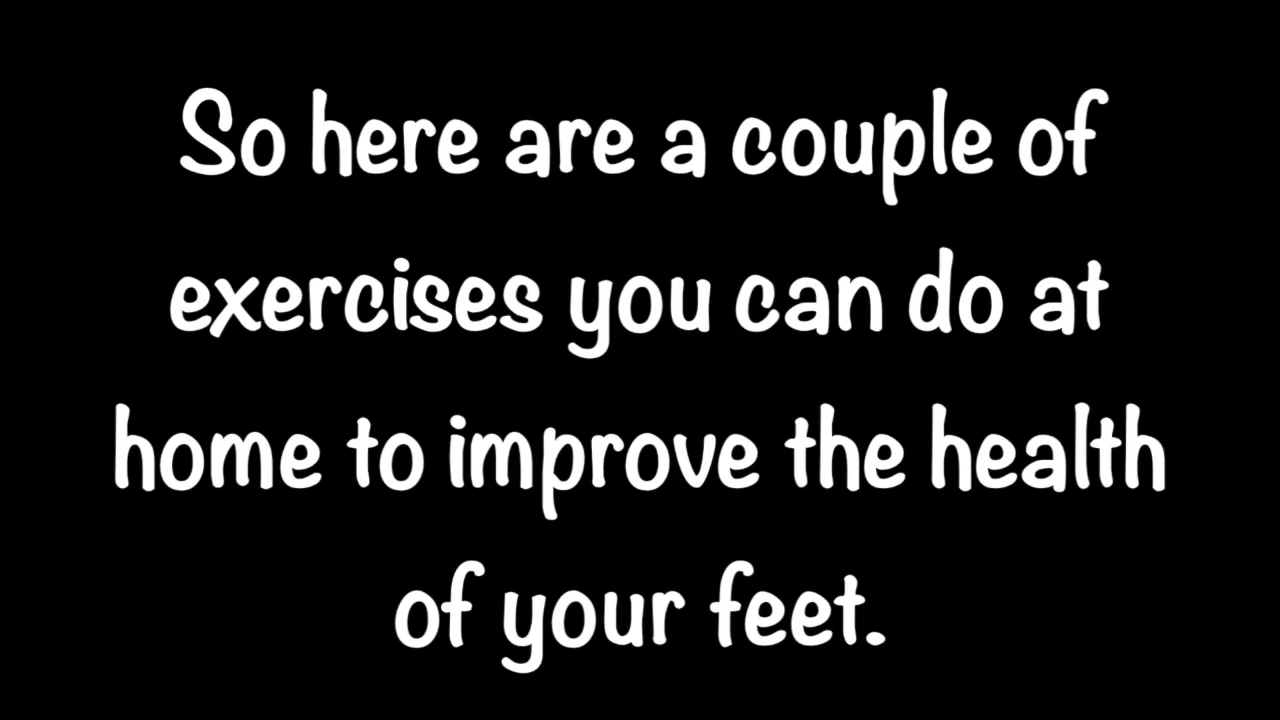 So here are a couple of
exercises you can do at
home to improve the health
of your feet.